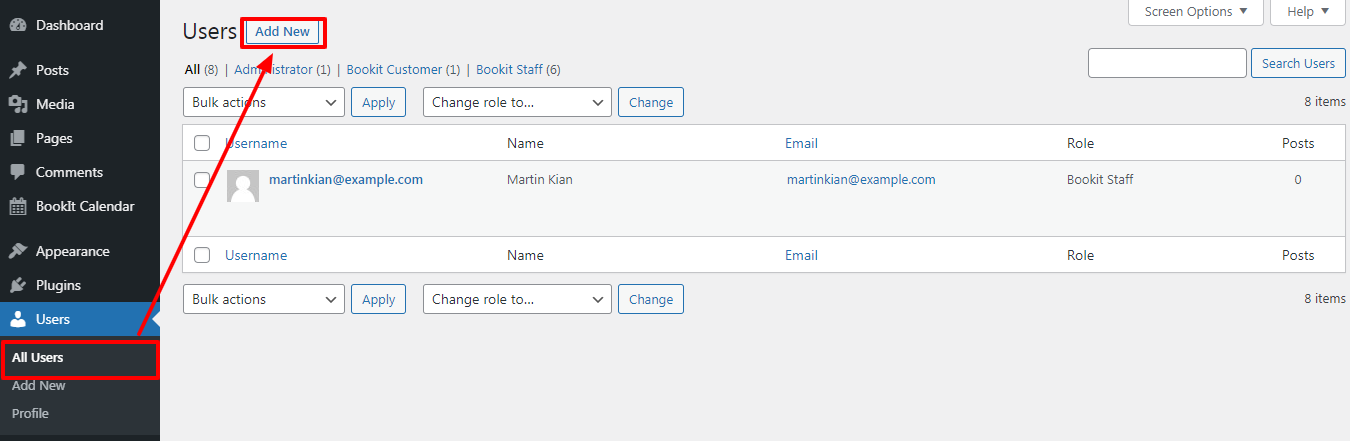 Dashboard
Posts
Media
Pages
Comments
BookIt Calendar
Appearance
Plugins
Users
All Users
Add New
Profile
Screen Options ▼
Help ▼
Users Add New
All (8) | Administrator (1) | Bookit Customer (1) | Bookit Staff (6)
Search Users
Bulk actions Apply Change role to... Change
8 items
Username Name Email Role Posts
martinkian@example.com Martin Kian martinkian@example.com Bookit Staff 0
Username Name Email Role Posts
Bulk actions Apply Change role to... Change
8 items